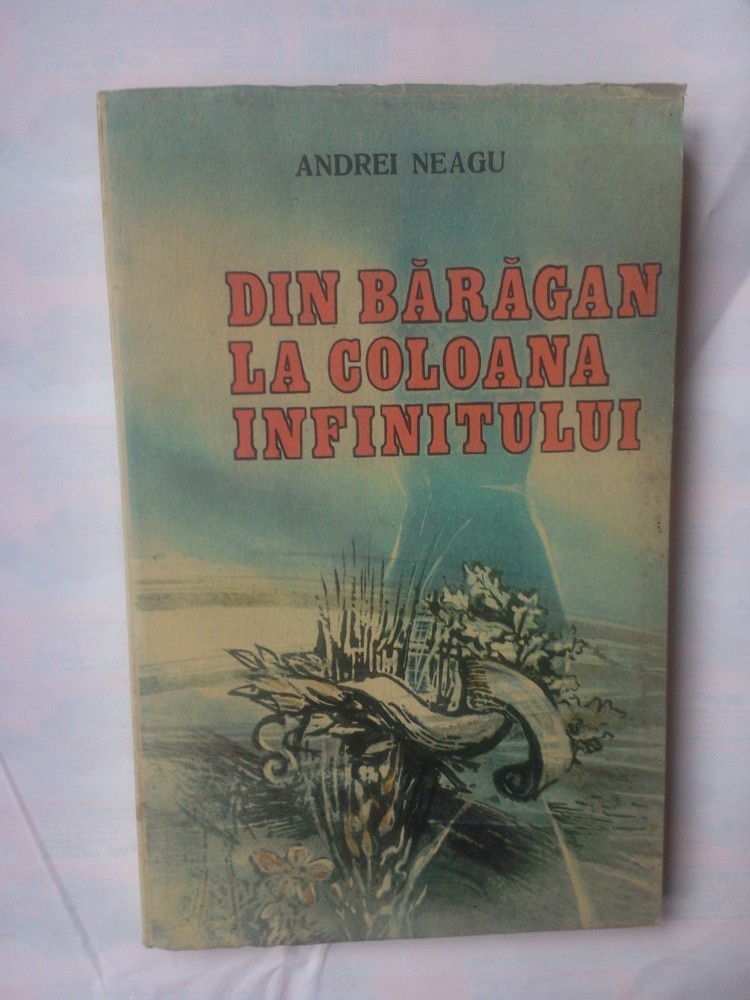 ANDREI NEAGU
DIN BĂRĂGAN
LA COLOANA
INFINITULUI